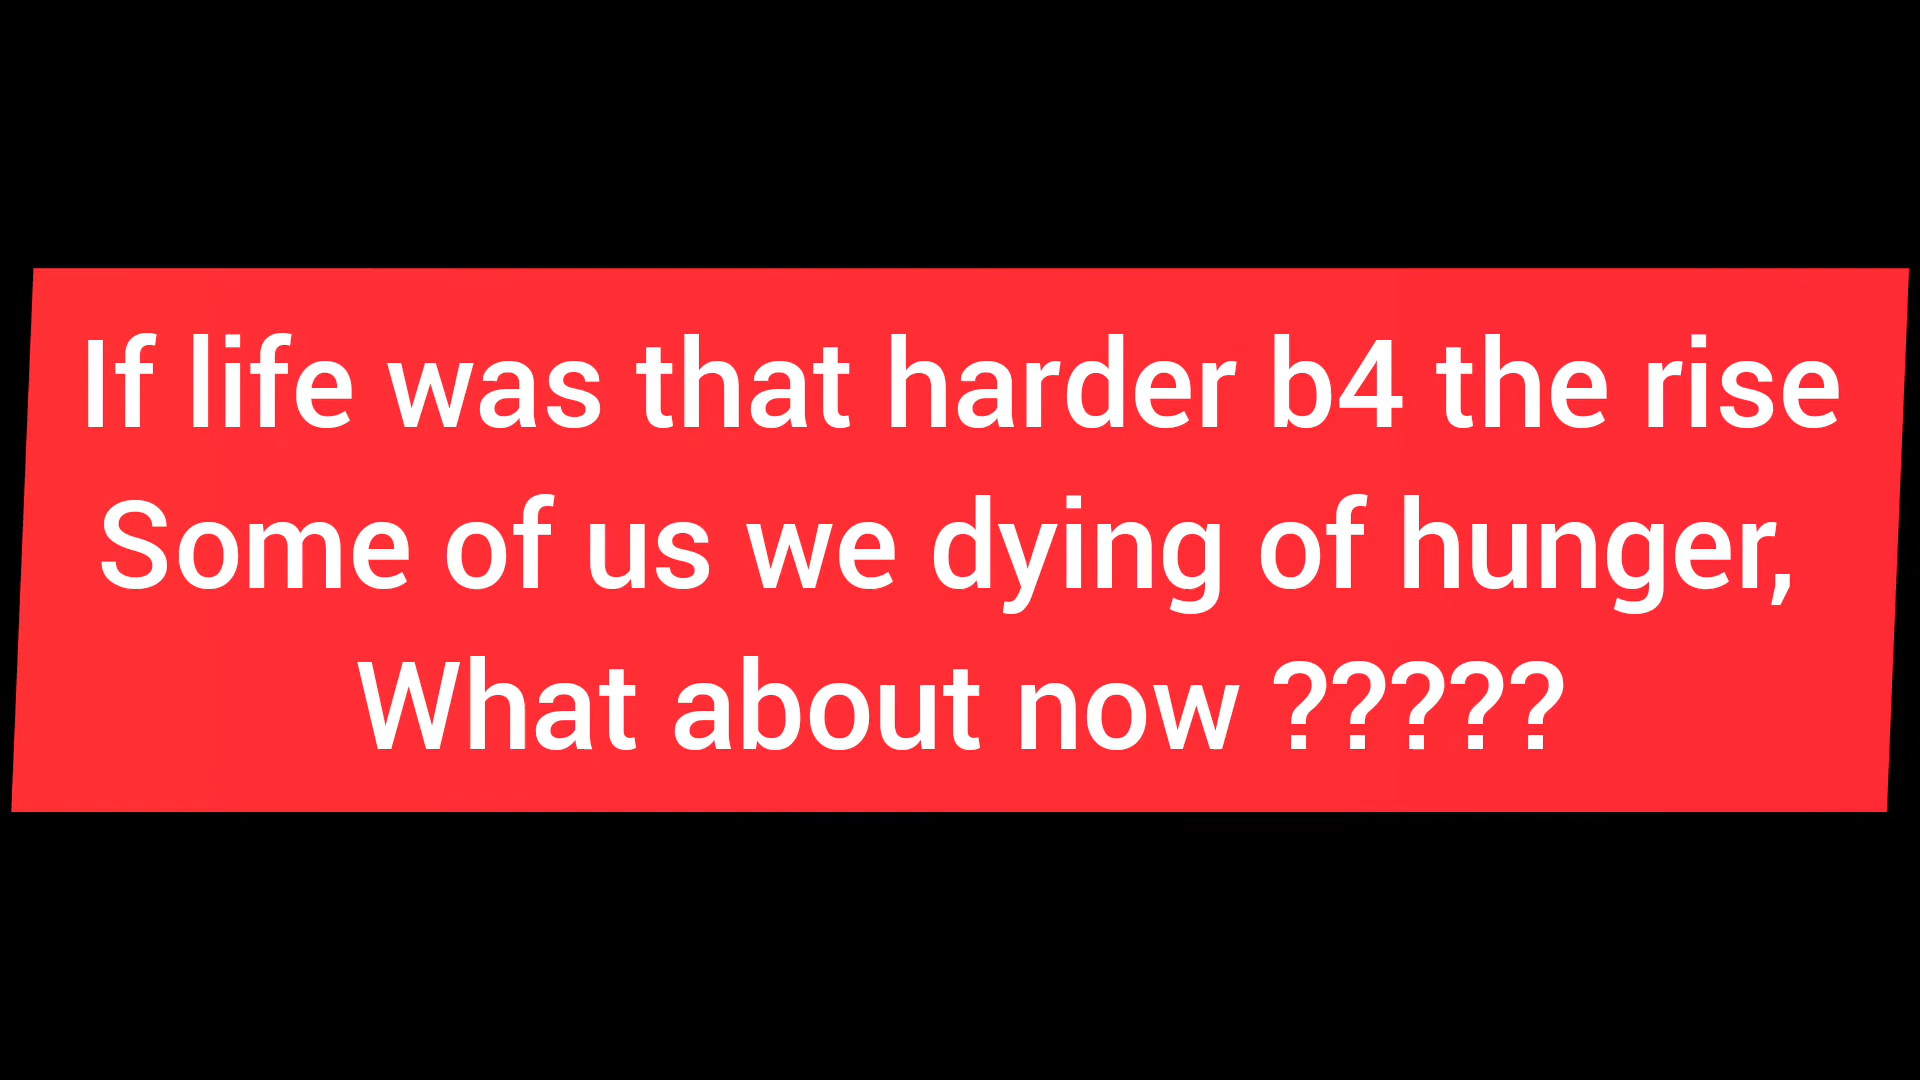 If life was that harder b4 the rise
Some of us we dying of hunger,
What about now ?????